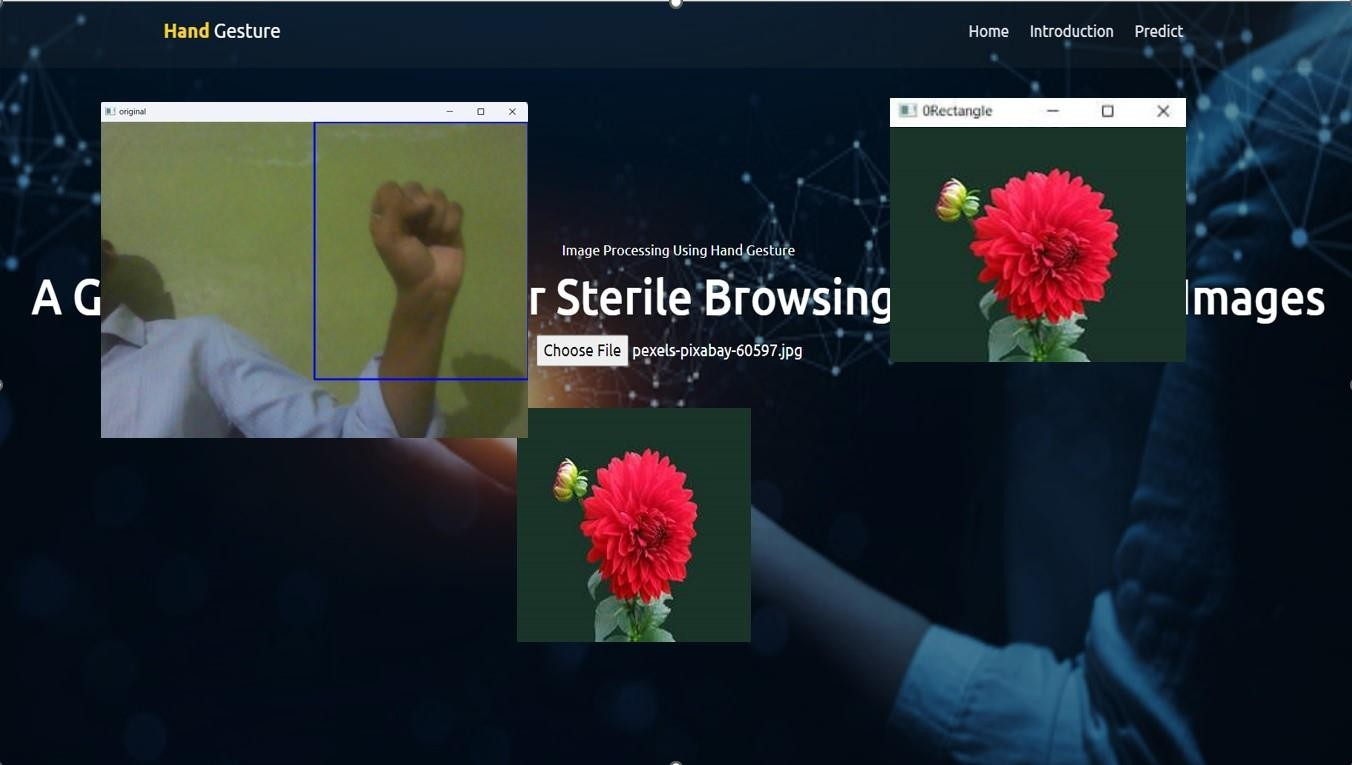 Hand Gesture
Home Introduction Predict
original
0Rectangle
Image Processing Using Hand Gesture
A G r Sterile Browsing Images
Choose File pexels-pixabay-60597.jpg